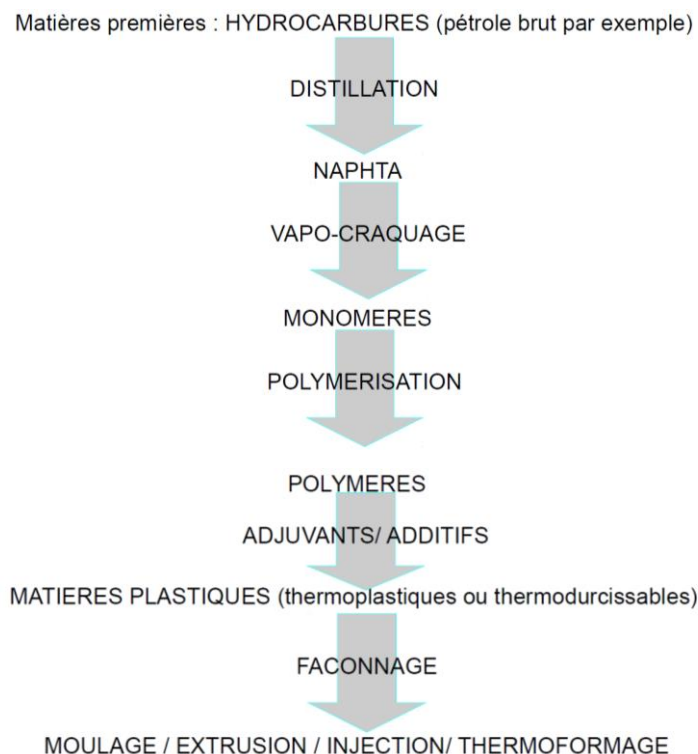 Matières premières : HYDROCARBURES (pétrole brut par exemple)
DISTILLATION
NAPHTA
VAPO-CRAQUAGE
MONOMERES
POLYMERISATION
POLYMERES
ADJUVANTS/ ADDITIFS
MATIERES PLASTIQUES (thermoplastiques ou thermodurcissables)
FACONNAGE
MOULAGE / EXTRUSION / INJECTION/ THERMOFORMAGE